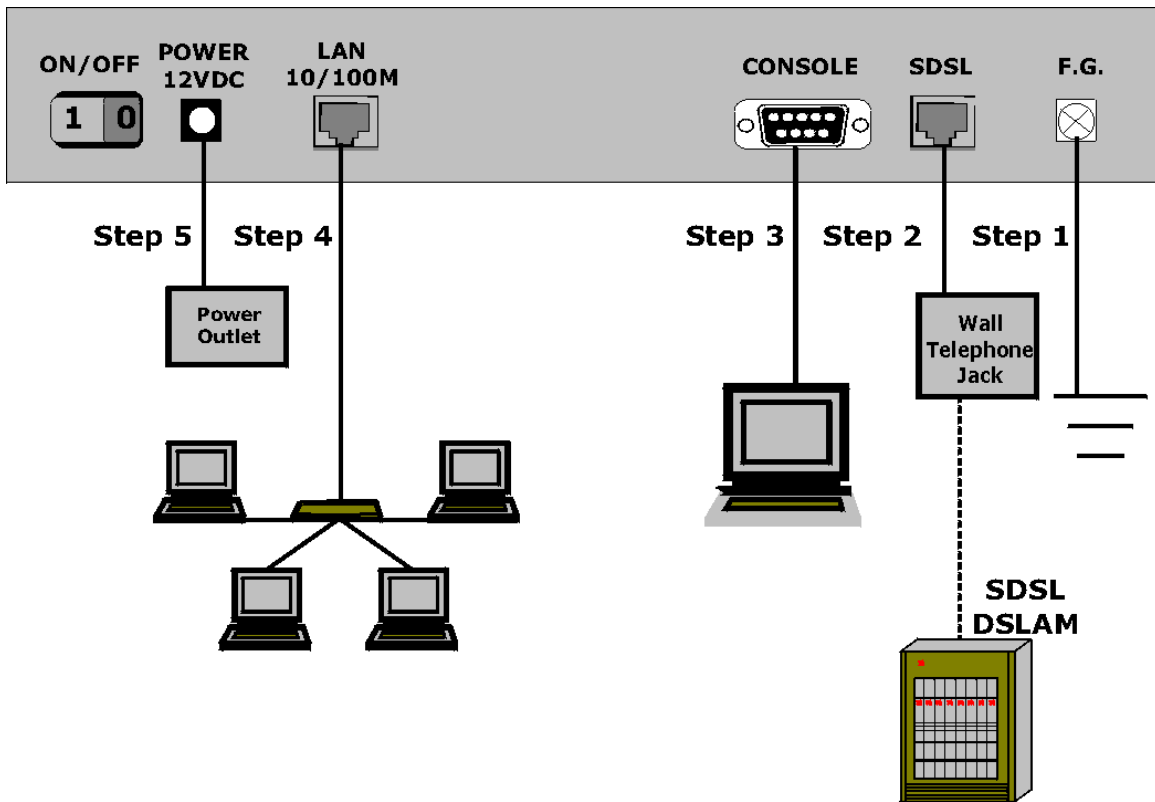 ON/OFF
POWER
12VDC
LAN
10/100M
CONSOLE
SDSL
F.G.
1 0
Step 5
Step 4
Step 3
Step 2
Step 1
Power
Outlet
Wall
Telephone
Jack
SDSL
DSLAM